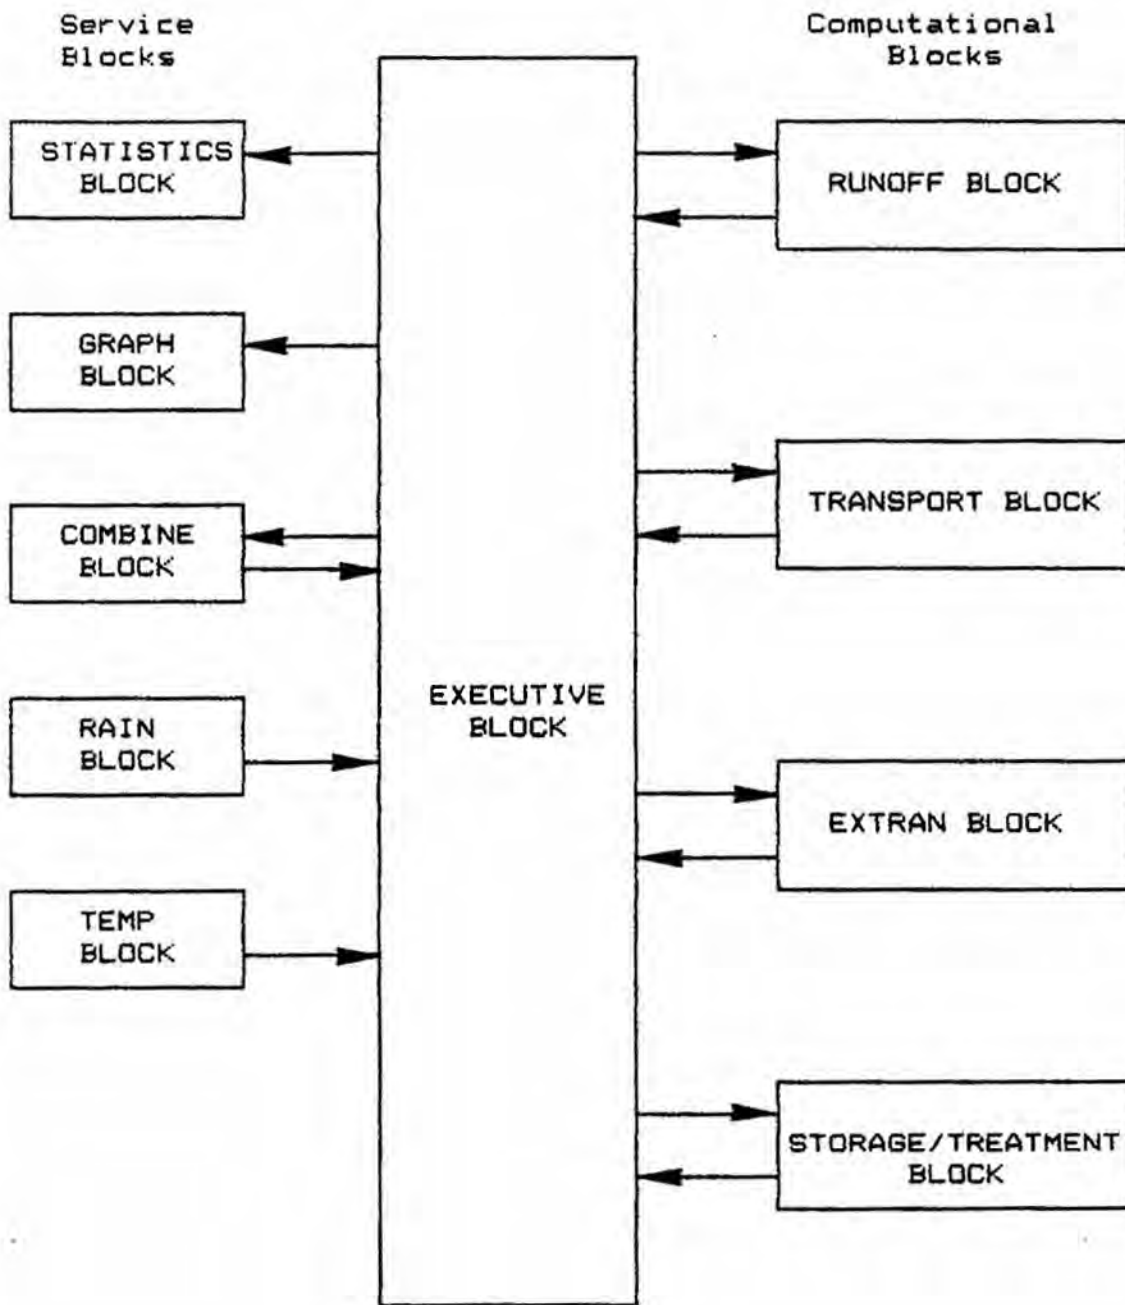 Service
Blocks
Computational
Blocks
STATISTICS
BLOCK
GRAPH
BLOCK
COMBINE
BLOCK
RAIN
BLOCK
TEMP
BLOCK
EXECUTIVE
BLOCK
RUNOFF BLOCK
TRANSPORT BLOCK
EXTRAN BLOCK
STORAGE/TREATMENT
BLOCK